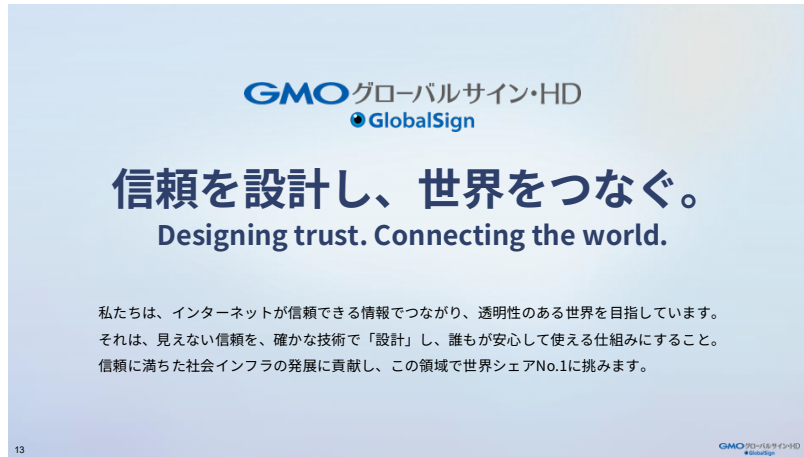 GMOグローバルサイン・HD
GlobalSign
信頼を設計し、世界をつなぐ。
Designing trust. Connecting the world.
私たちは、インターネットが信頼できる情報でつながり、透明性のある世界を目指しています。
それは、見えない信頼を、確かな技術で「設計」し、誰もが安心して使える仕組みにすること。
信頼に満ちた社会インフラの発展に貢献し、この領域で世界シェアNo.1に挑みます。
13
GMOグローバルサイン・HD
GlobalSign